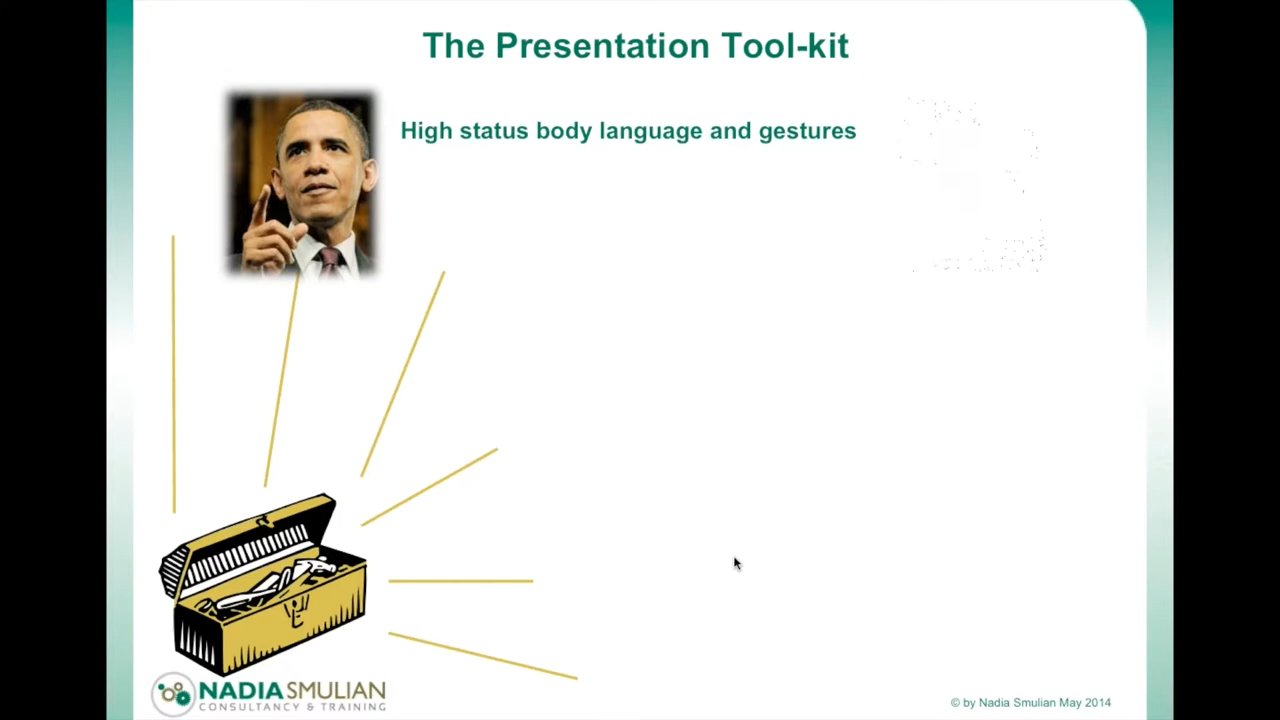 The Presentation Tool-kit
High status body language and gestures
NADIA SMULIAN
CONSULTANCY & TRAINING
© by Nadia Smulian May 2014